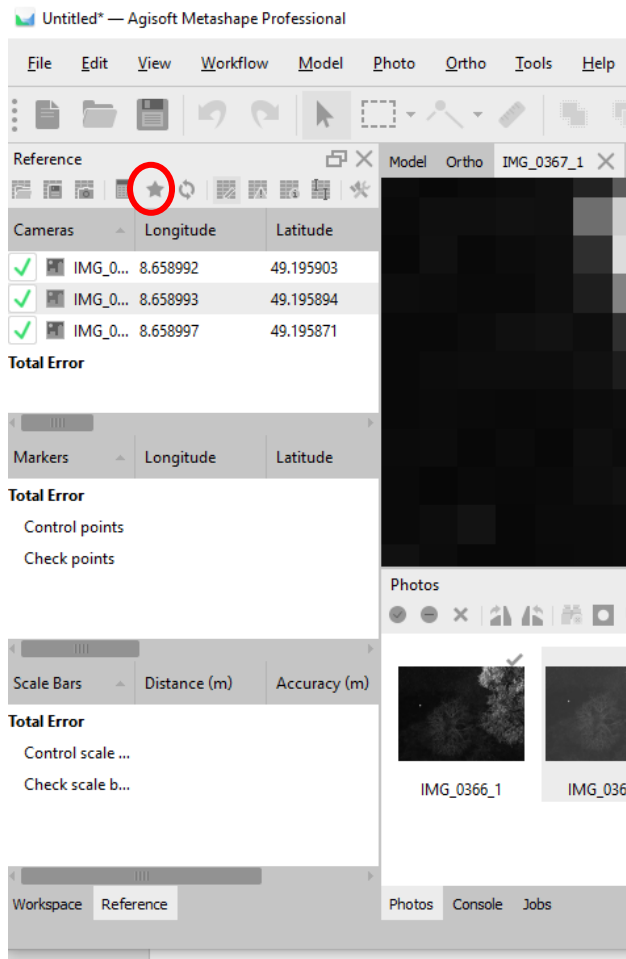 Untitled* — Agisoft Metashape Professional
File Edit View Workflow Model Photo Ortho Tools Help
Reference
Model Ortho IMG_0367_1
Cameras Longitude Latitude
IMG_0... 8.658992 49.195903
IMG_0... 8.658993 49.195894
IMG_0... 8.658997 49.195871
Total Error
Markers Longitude Latitude
Total Error
Control points
Check points
Photos
Scale Bars Distance (m) Accuracy (m)
Total Error
Control scale ...
Check scale b...
IMG_0366_1 IMG_036
Workspace Reference
Photos Console Jobs